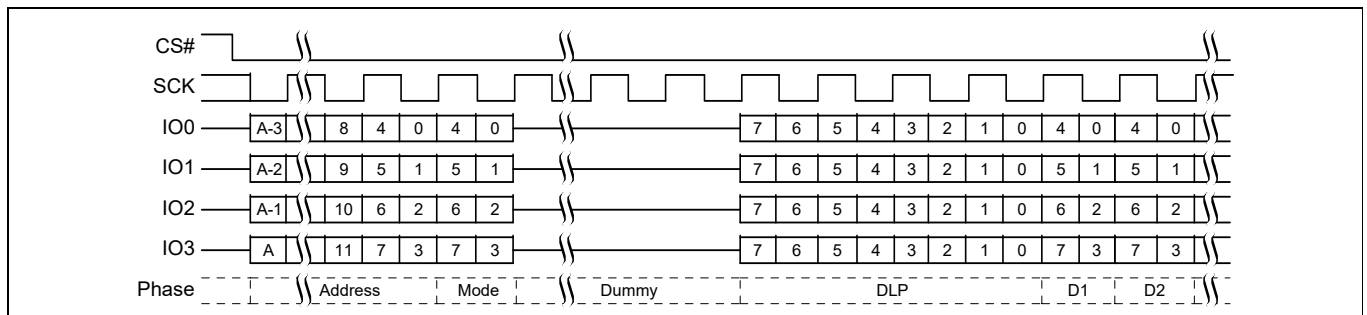 CS#
SCK
IO0 A-3 8 4 0 4 0 7 6 5 4 3 2 1 0 4 0 4 0
IO1 A-2 9 5 1 5 1 7 6 5 4 3 2 1 0 5 1 5 1
IO2 A-1 10 6 2 6 2 7 6 5 4 3 2 1 0 6 2 6 2
IO3 A 11 7 3 7 3 7 6 5 4 3 2 1 0 7 3 7 3
Phase Address Mode Dummy DLP D1 D2